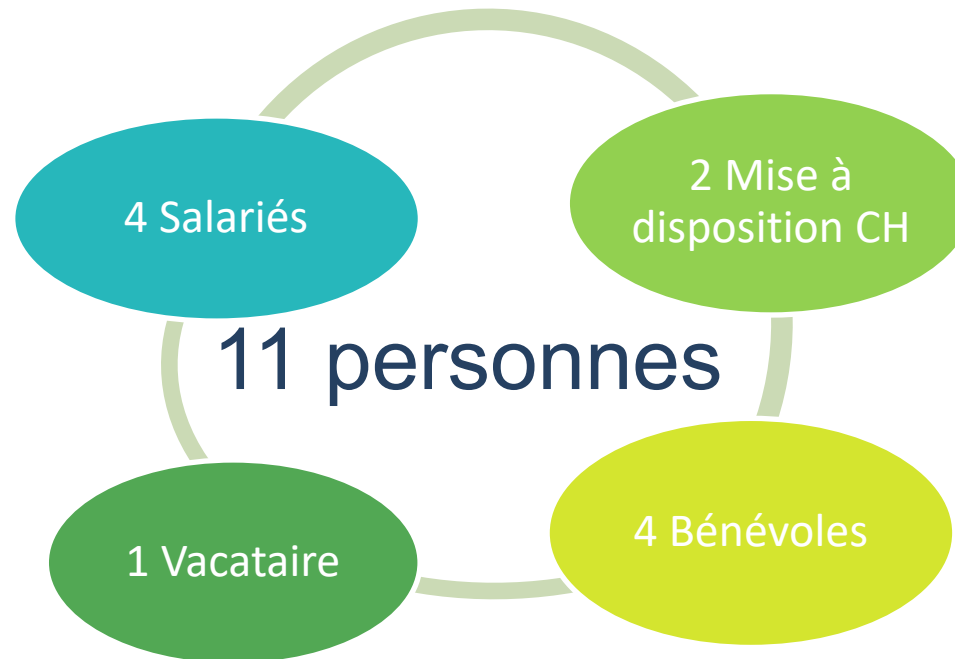 4 Salariés
2 Mise à
disposition CH
11 personnes
1 Vacataire
4 Bénévoles